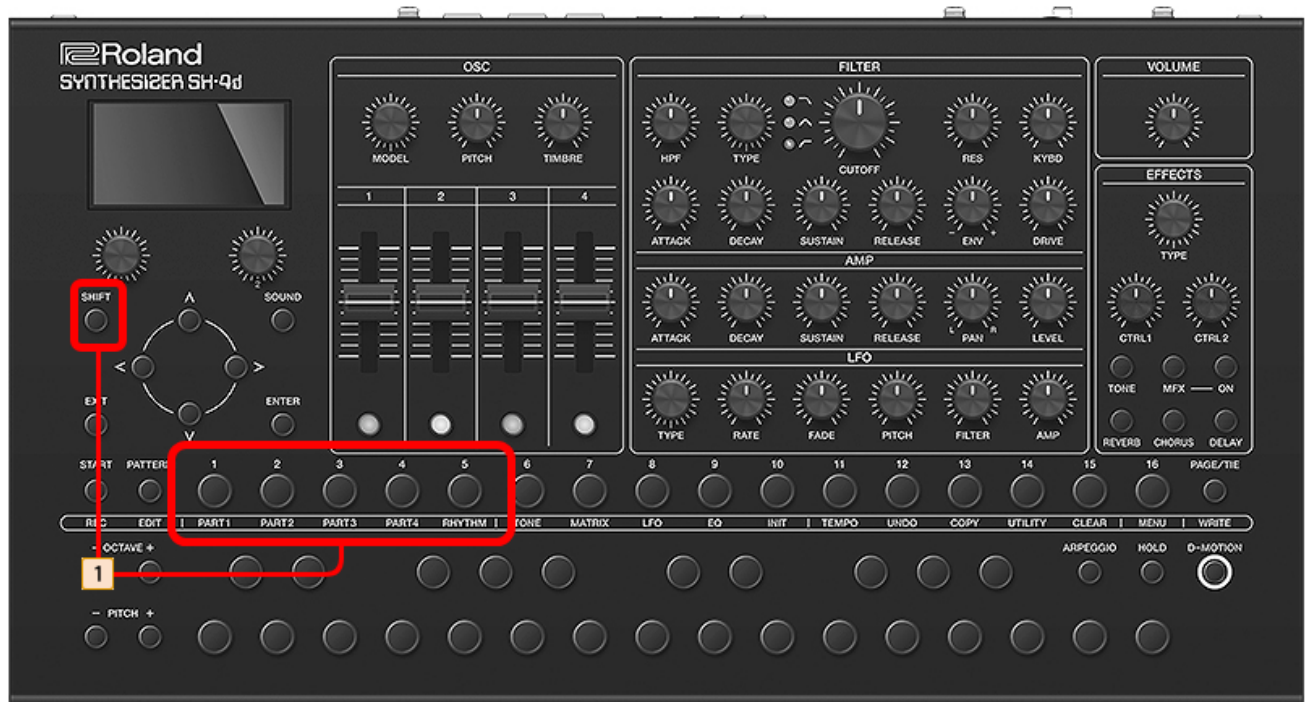 Roland
SYNTHESIZER SH-4d
OSC
MODEL PITCH TIMBRE
1 2 3 4
FILTER
HPF TYPE CUTOFF RES KYBD
ATTACK DECAY SUSTAIN RELEASE - ENV + DRIVE
AMP
ATTACK DECAY SUSTAIN RELEASE L PAN R LEVEL
LFO
TYPE RATE FADE PITCH FILTER AMP
VOLUME
EFFECTS
TYPE
CTRL1 CTRL2
TONE MFX ON
REVERB CHORUS DELAY
2
SHIFT SOUND
EXIT ENTER
START PATTERN 1 2 3 4 5 6 7 8 9 10 11 12 13 14 15 16 PAGE/TIE
REC EDIT PART1 PART2 PART3 PART4 RHYTHM TONE MATRIX LFO EQ INIT TEMPO UNDO COPY UTILITY CLEAR MENU WRITE
- OCTAVE + ARPEGGIO HOLD D-MOTION
1
- PITCH +